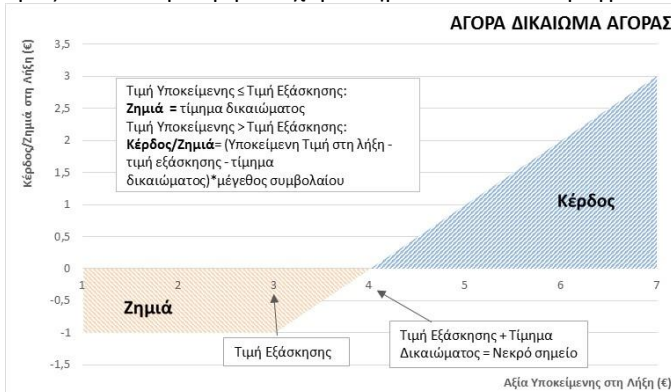 ΑΓΟΡΑ ΔΙΚΑΙΩΜΑ ΑΓΟΡΑΣ
Κέρδος/Ζημιά στη Λήξη (€)
3,5
3
2,5
2
1,5
1
0,5
0
-0,5
-1
-1,5
Τιμή Υποκείμενης ≤ Τιμή Εξάσκησης:
Ζημιά = τίμημα δικαιώματος
Τιμή Υποκείμενης > Τιμή Εξάσκησης:
Κέρδος/Ζημιά= (Υποκείμενη Τιμή στη λήξη -
τιμή εξάσκησης - τίμημα
δικαιώματος)*μέγεθος συμβολαίου
Κέρδος
1 2 3 4 5 6 7
Ζημιά
Τιμή Εξάσκησης
Τιμή Εξάσκησης + Τίμημα
Δικαιώματος = Νεκρό σημείο
Αξία Υποκείμενης στη Λήξη (€)